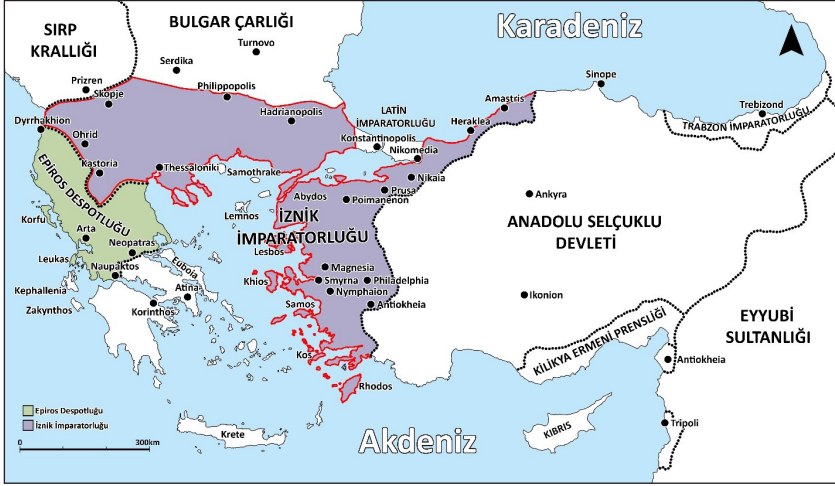 BULGAR ÇARLIĞI
SIRP
KRALLIĞI
Karadeniz
Turnovo
Serdika
Prizren
Skopje
Philippopolis
Sinope
Amastris
Hadrianopolis
LATİN
İMPARATORLUĞU
Trebizond
Dyrrhakhion
Heraklea
TRABZON İMPARATORLUĞU
Ohrid
Konstantinopolis
Nikomedia
Kastoria
Thessaloniki
Samothrake
Nikaia
EPİROS DESPOTLUĞU
Abydos
Prusa
Poimanenon
Ankyra
Korfu
Lemnos
İZNİK
İMPARATORLUĞU
ANADOLU SELÇUKLU
DEVLETİ
Arta
Neopatras
Lesbos
Leukas
Naupaktos
Euboia
Magnesia
Khios
Smyrna
Philadelphia
Kephallenia
Atina
Nymphaion
Ikonion
Zakynthos
Korinthos
Samos
Antiokheia
EYYUBİ
SULTANLIĞI
KİLİKYA ERMENİ PRENSLİĞİ
Kos
Antiokheia
Rhodos
Epiros Despotluğu
İznik İmparatorluğu
Krete
Akdeniz
KIBRIS
Tripoli
0
300km